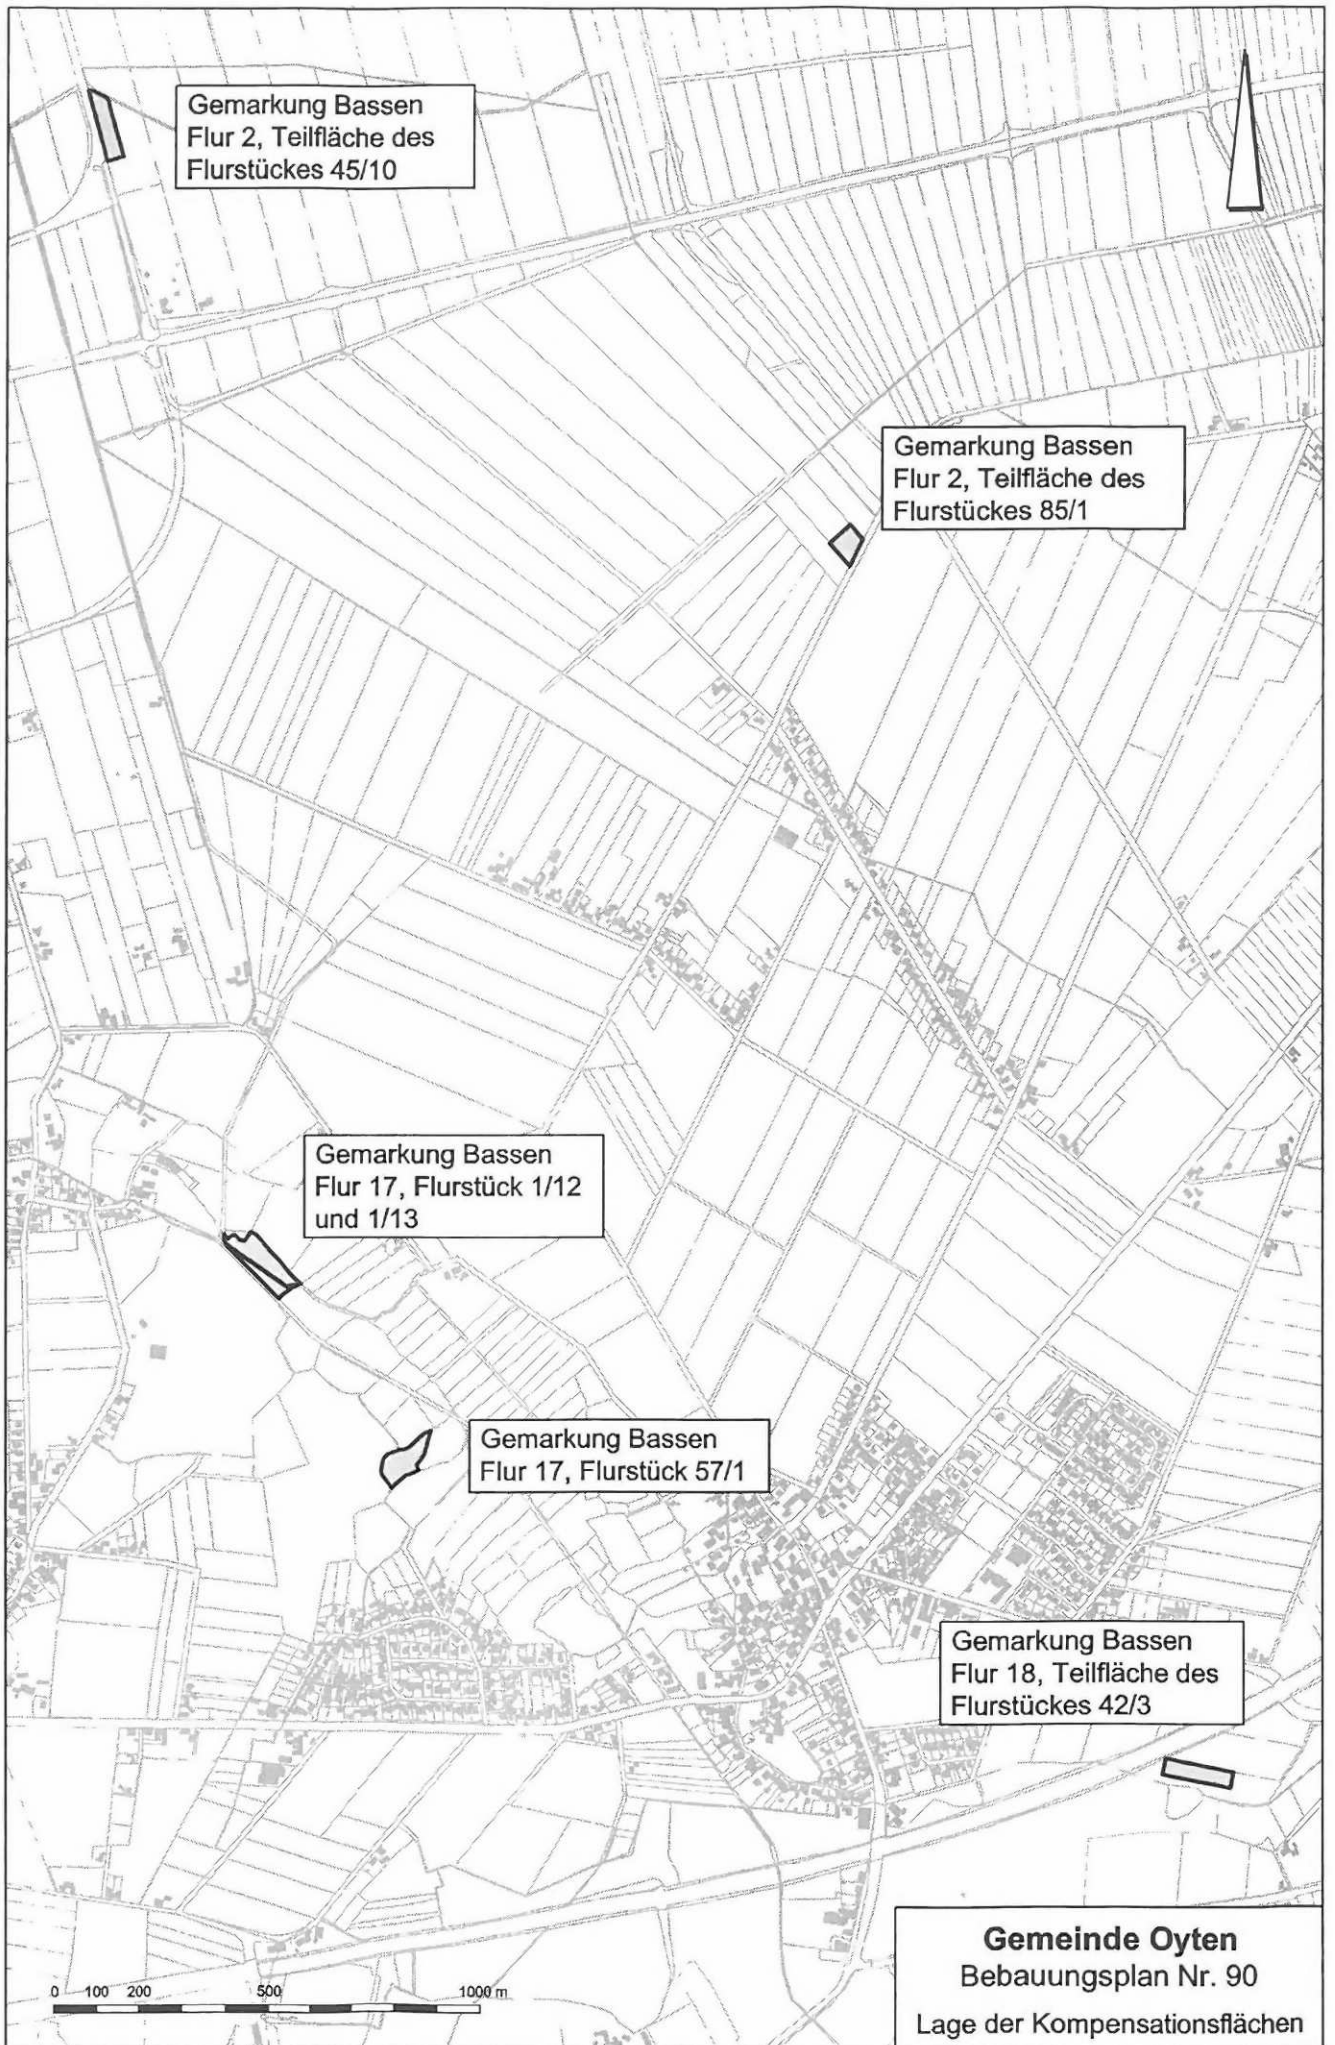 Gemarkung Bassen
Flur 2, Teilfläche des
Flurstückes 45/10
Gemarkung Bassen
Flur 2, Teilfläche des
Flurstückes 85/1
Gemarkung Bassen
Flur 17, Flurstück 1/12
und 1/13
Gemarkung Bassen
Flur 17, Flurstück 57/1
Gemarkung Bassen
Flur 18, Teilfläche des
Flurstückes 42/3
0 100 200 500 1000 m
Gemeinde Oyten
Bebauungsplan Nr. 90
Lage der Kompensationsflächen